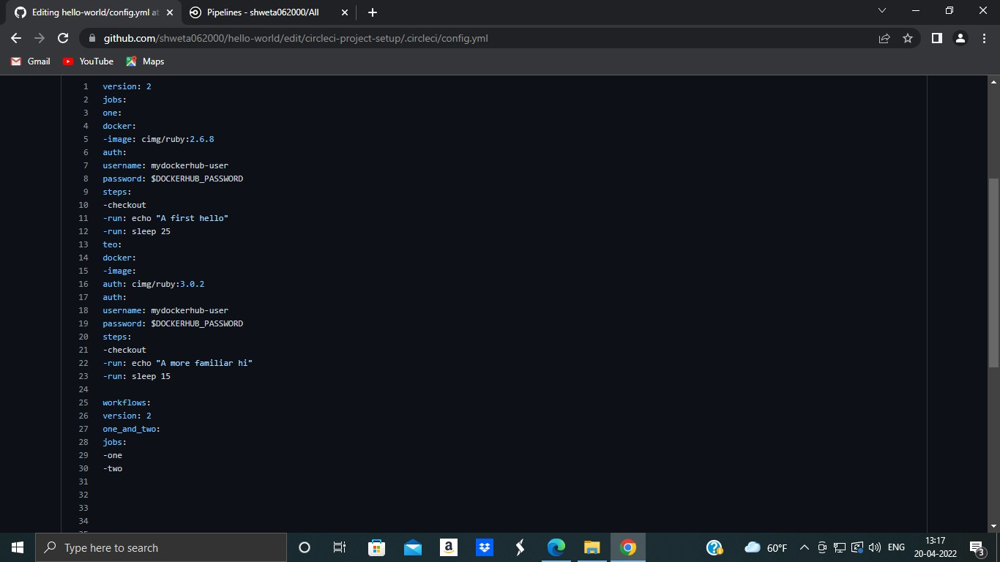 Editing hello-world/config.yml at
Pipelines - shweta062000/All
github.com/shweta062000/hello-world/edit/circleci-project-setup/.circleci/config.yml
Gmail YouTube Maps
1 version: 2
2 jobs:
3 one:
4 docker:
5 -image: cimg/ruby:2.6.8
6 auth:
7 username: mydockerhub-user
8 password: $DOCKERHUB_PASSWORD
9 steps:
10 -checkout
11 -run: echo "A first hello"
12 -run: sleep 25
13 teo:
14 docker:
15 -image:
16 auth: cimg/ruby:3.0.2
17 auth:
18 username: mydockerhub-user
19 password: $DOCKERHUB_PASSWORD
20 steps:
21 -checkout
22 -run: echo "A more familiar hi"
23 -run: sleep 15
24
25 workflows:
26 version: 2
27 one_and_two:
28 jobs:
29 -one
30 -two
31
32
33
34
Type here to search
a
60°F
ENG
13:17
20-04-2022
3